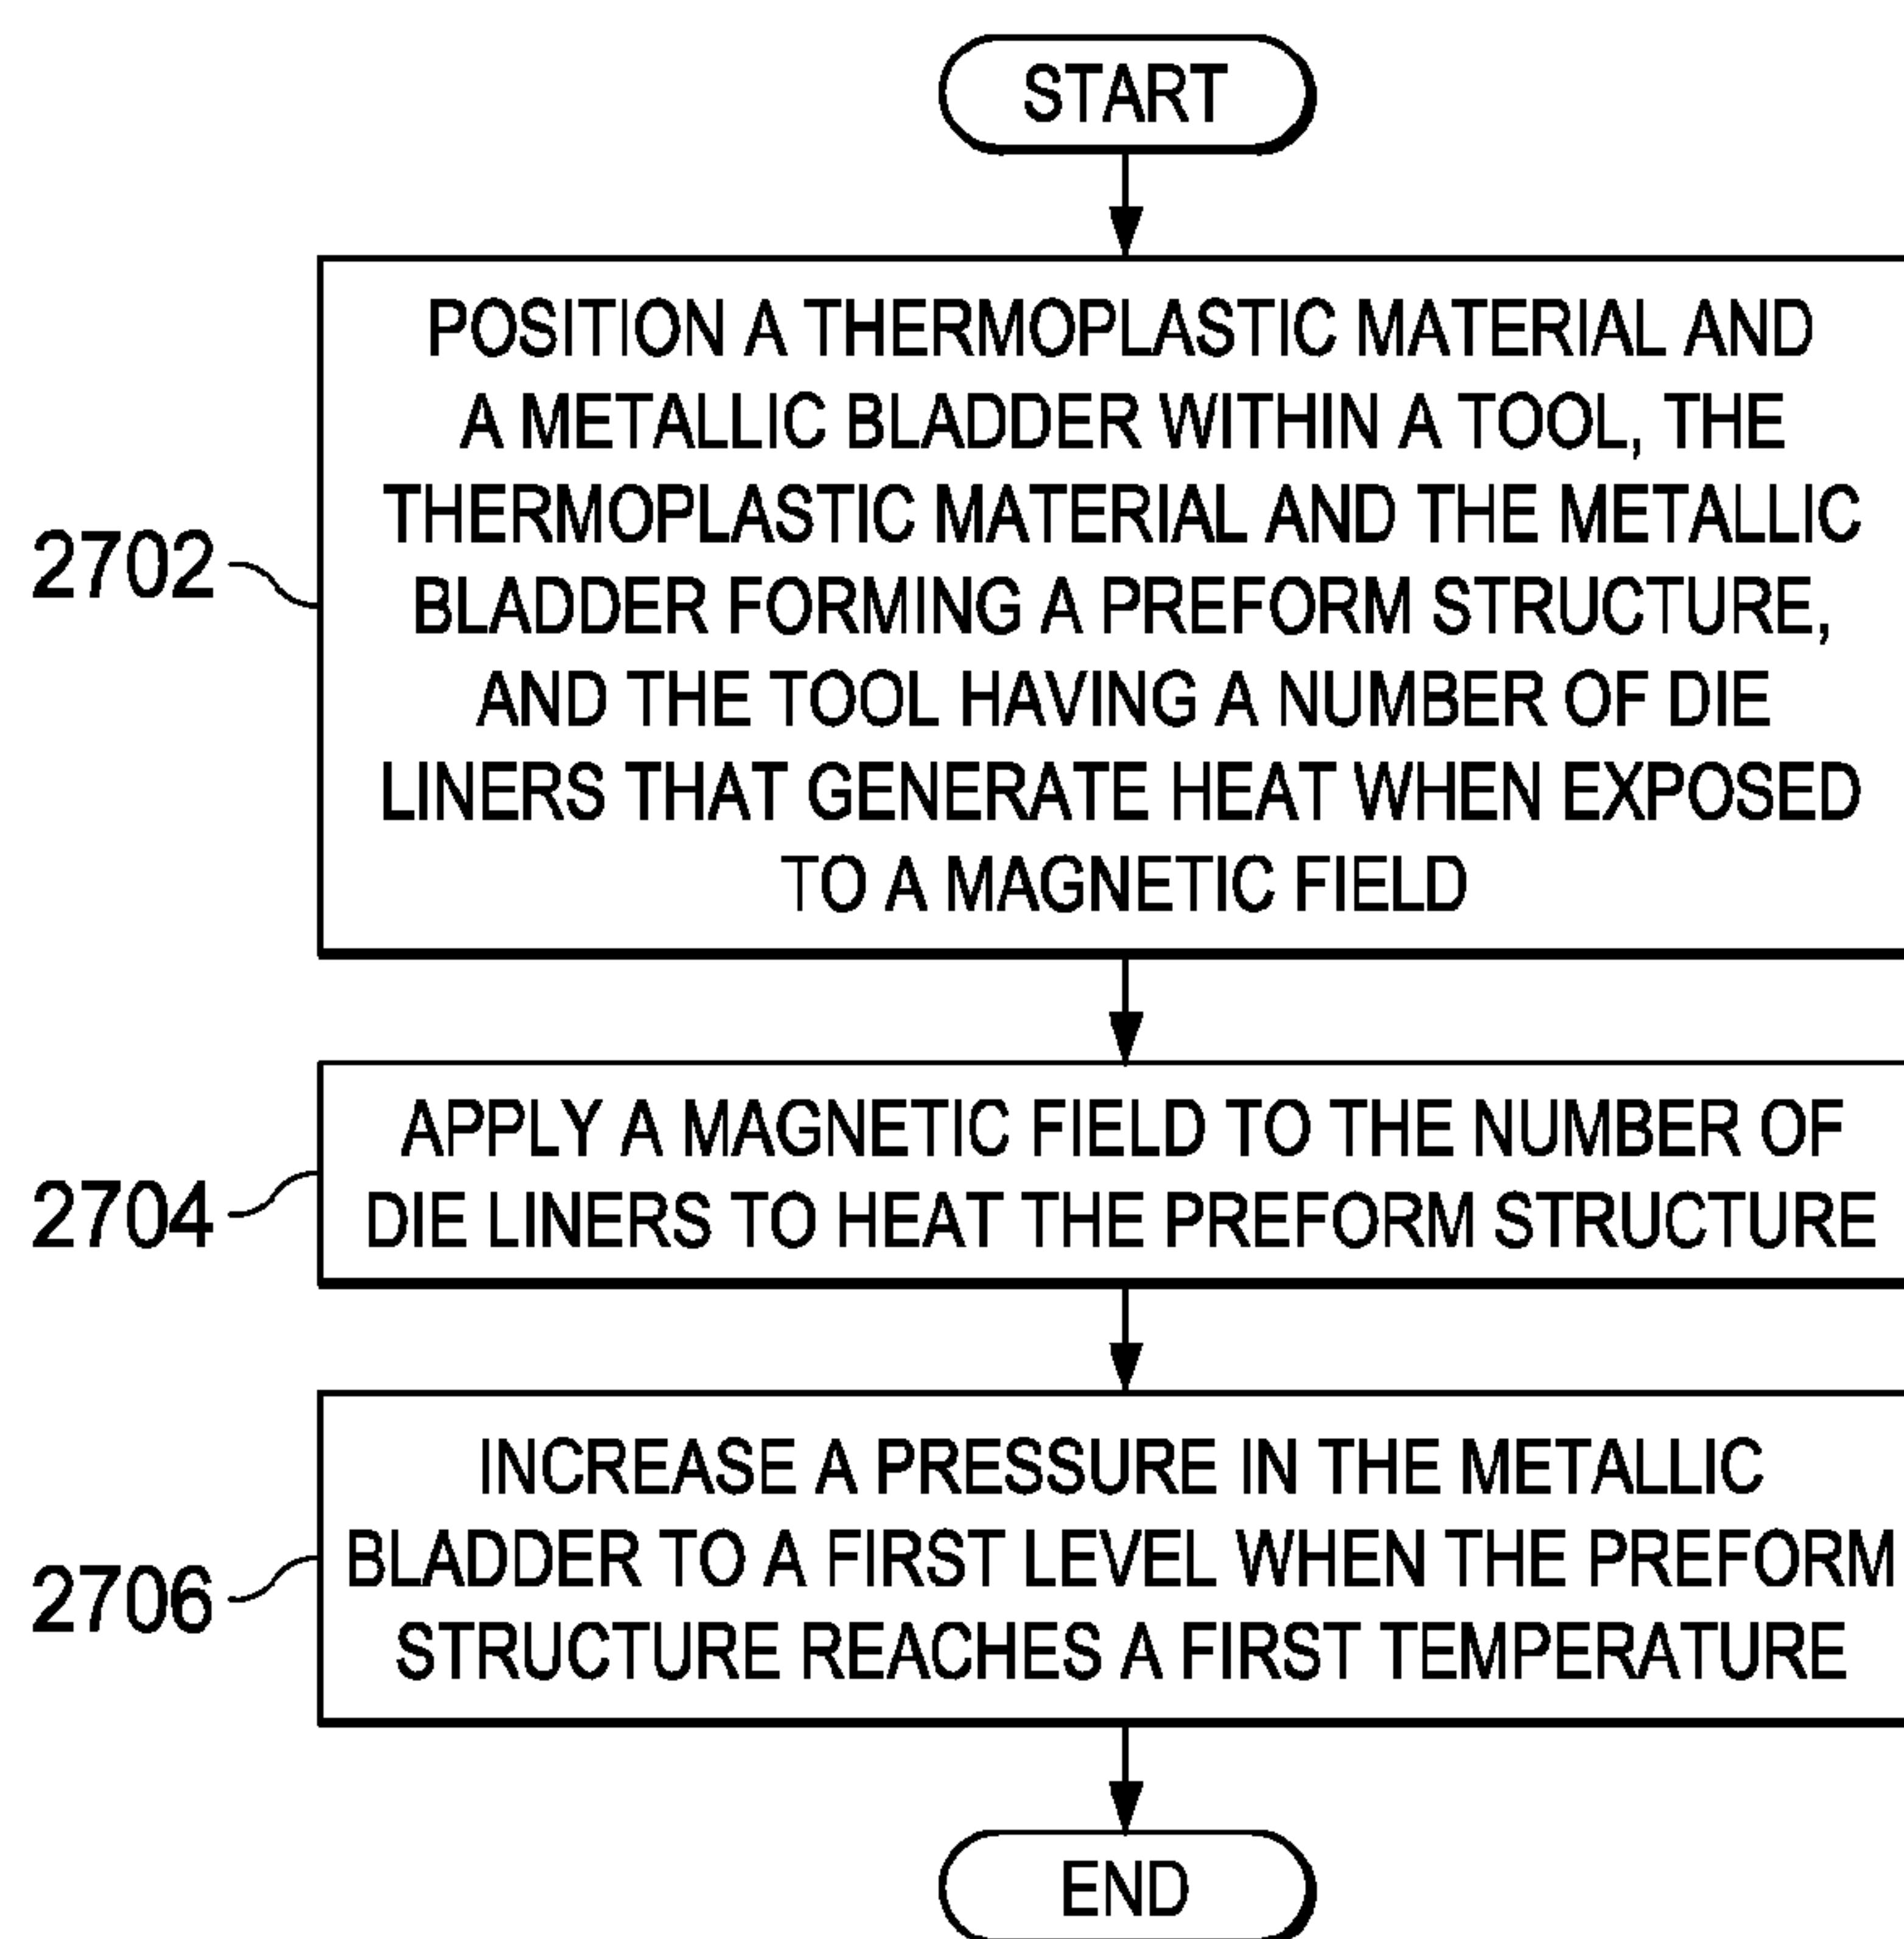 START
POSITION A THERMOPLASTIC MATERIAL AND
A METALLIC BLADDER WITHIN A TOOL, THE
THERMOPLASTIC MATERIAL AND THE METALLIC
BLADDER FORMING A PREFORM STRUCTURE,
AND THE TOOL HAVING A NUMBER OF DIE
LINERS THAT GENERATE HEAT WHEN EXPOSED
TO A MAGNETIC FIELD
2702
APPLY A MAGNETIC FIELD TO THE NUMBER OF
DIE LINERS TO HEAT THE PREFORM STRUCTURE
2704
INCREASE A PRESSURE IN THE METALLIC
BLADDER TO A FIRST LEVEL WHEN THE PREFORM
STRUCTURE REACHES A FIRST TEMPERATURE
2706
END